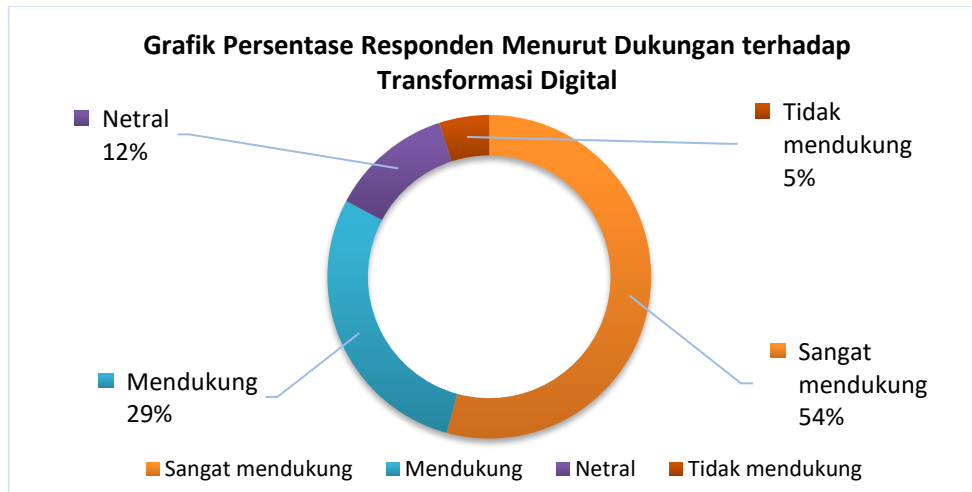 Grafik Persentase Responden Menurut Dukungan terhadap
Transformasi Digital
Netral
12%
Tidak
mendukung
5%
Mendukung
29%
Sangat
mendukung
54%
Sangat mendukung Mendukung Netral Tidak mendukung